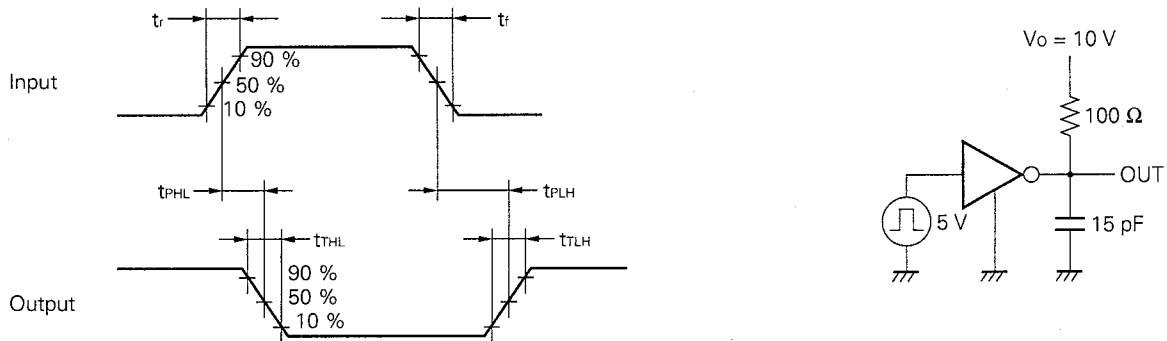 tr
tf
Input
90 %
50 %
10 %
tPHL
tPLH
tTHL
tTLH
Output
90 %
50 %
10 %
Vo = 10 V
100 Ω
OUT
5 V
15 pF